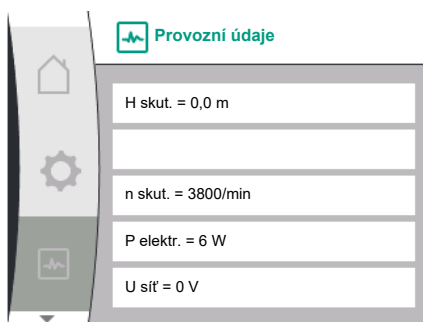 Provozní údaje
H skut. = 0,0 m
n skut. = 3800/min
P elektr. = 6 W
U síť = 0 V